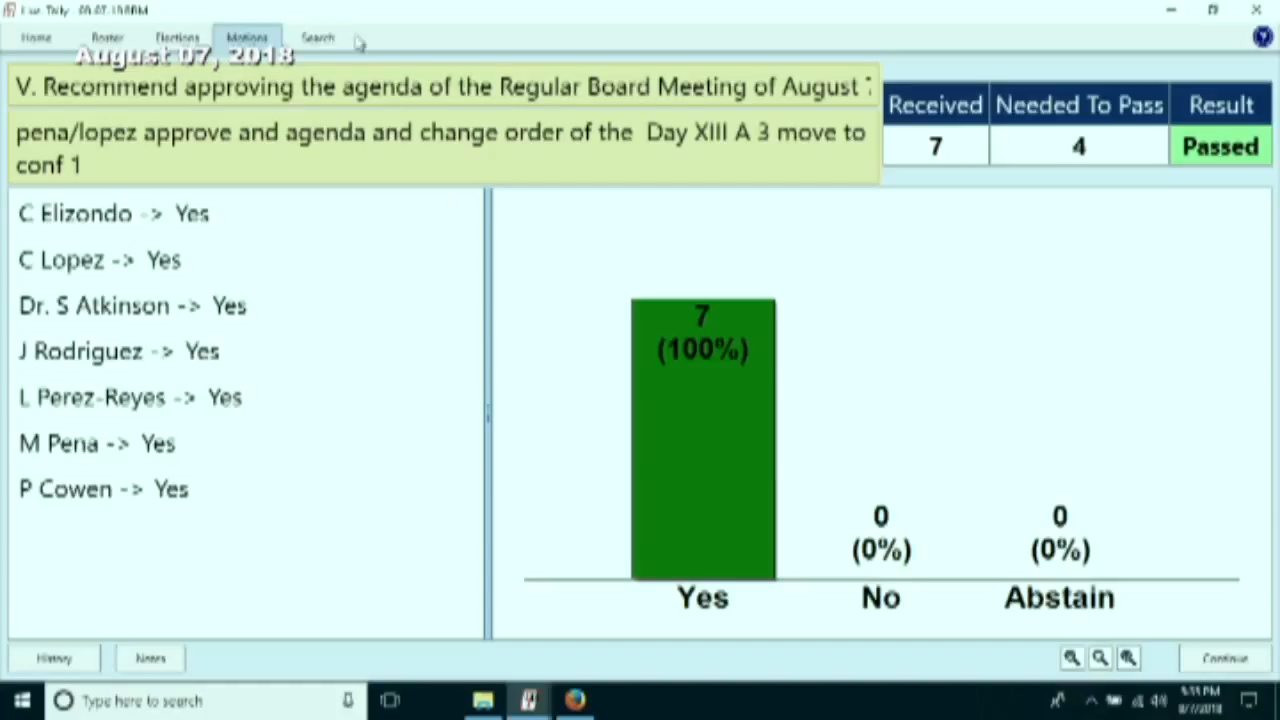 Home Roster Elections Motions Search
August 07, 2018
V. Recommend approving the agenda of the Regular Board Meeting of August
Received Needed To Pass Result
pena/lopez approve and agenda and change order of the Day XIII A 3 move to
conf 1
7 4 Passed
C Elizondo -> Yes
C Lopez -> Yes
Dr. S Atkinson -> Yes
J Rodriguez -> Yes
L Perez-Reyes -> Yes
M Pena -> Yes
P Cowen -> Yes
7
(100%)
0
(0%)
0
(0%)
Yes No Abstain
History Notes Continue
Type here to search
8/7/2018